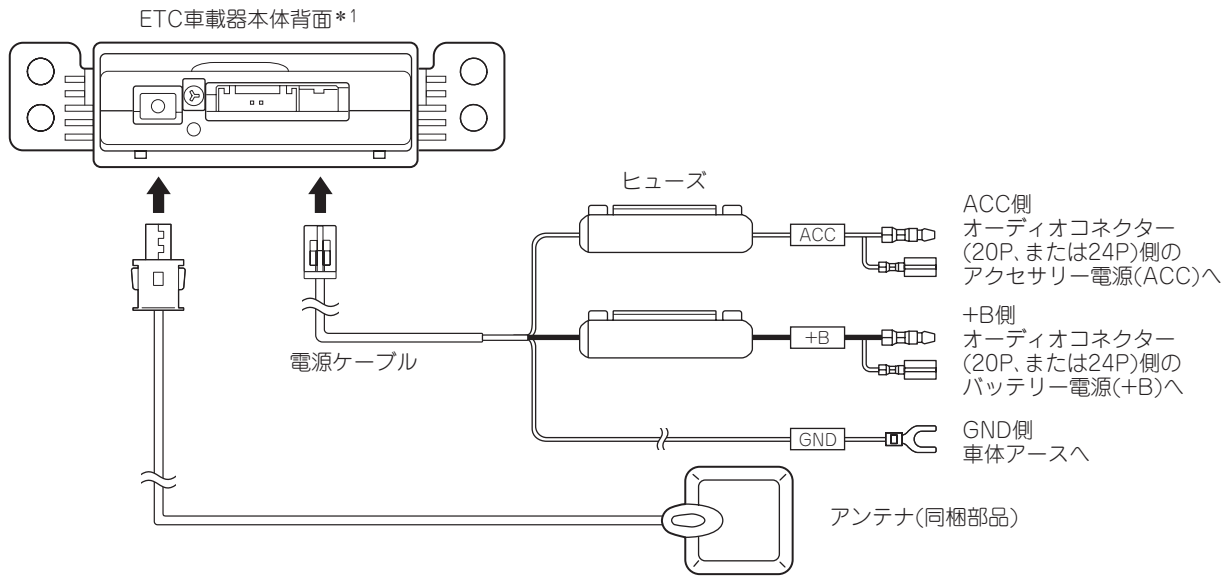 ETC車載器本体背面*1
ヒューズ
ACC
ACC側
オーディオコネクター
(20P、または24P)側の
アクセサリー電源(ACC)へ
電源ケーブル
+B
+B側
オーディオコネクター
(20P、または24P)側の
バッテリー電源(+B)へ
GND
GND側
車体アースへ
アンテナ(同梱部品)